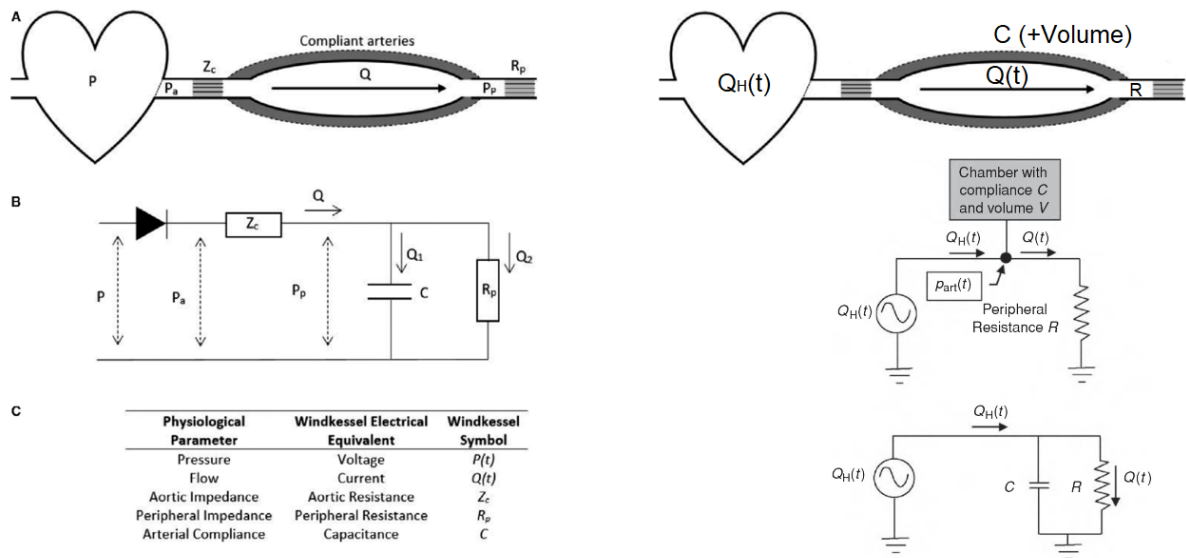 A
Compliant arteries
P
Pa
Zc
Q
Pp
Rp
B
Q
Zc
Q1
Q2
P
Pa
Pp
C
Rp
C
Physiological Parameter Windkessel Electrical Equivalent Windkessel Symbol
Pressure Voltage P(t)
Flow Current Q(t)
Aortic Impedance Aortic Resistance Zc
Peripheral Impedance Peripheral Resistance Rp
Arterial Compliance Capacitance C
C (+Volume)
QH(t)
Q(t)
R
Chamber with
compliance C
and volume V
QH(t)
Q(t)
part(t)
QH(t)
Peripheral
Resistance R
QH(t)
QH(t)
C
R
Q(t)